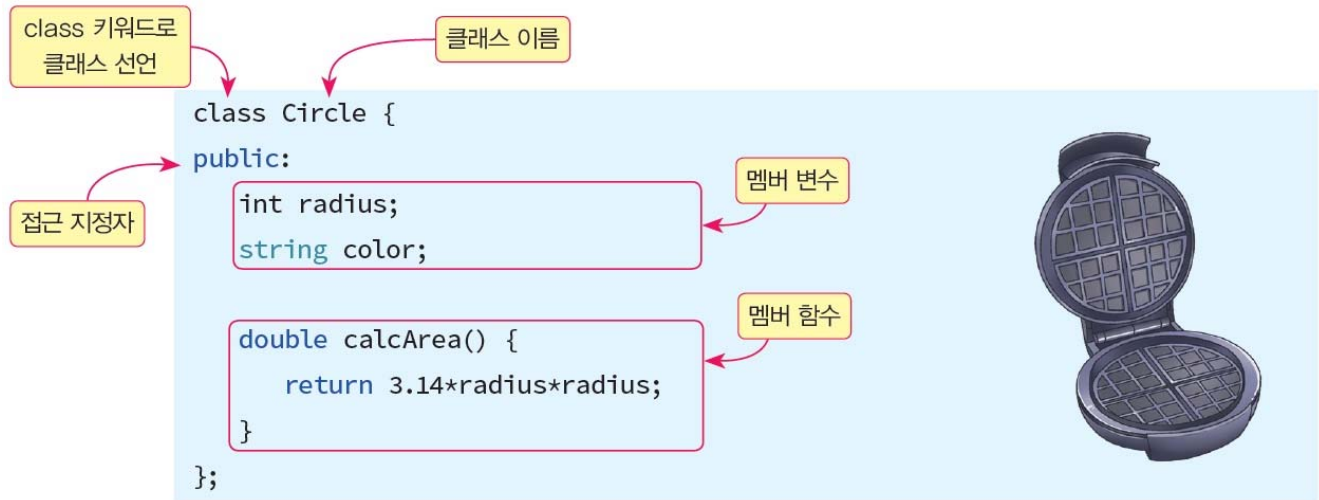 class 키워드로
클래스 선언
클래스 이름
class Circle {
public:
접근 지정자
int radius;
string color;
멤버 변수
double calcArea() {
return 3.14*radius*radius;
}
멤버 함수
};